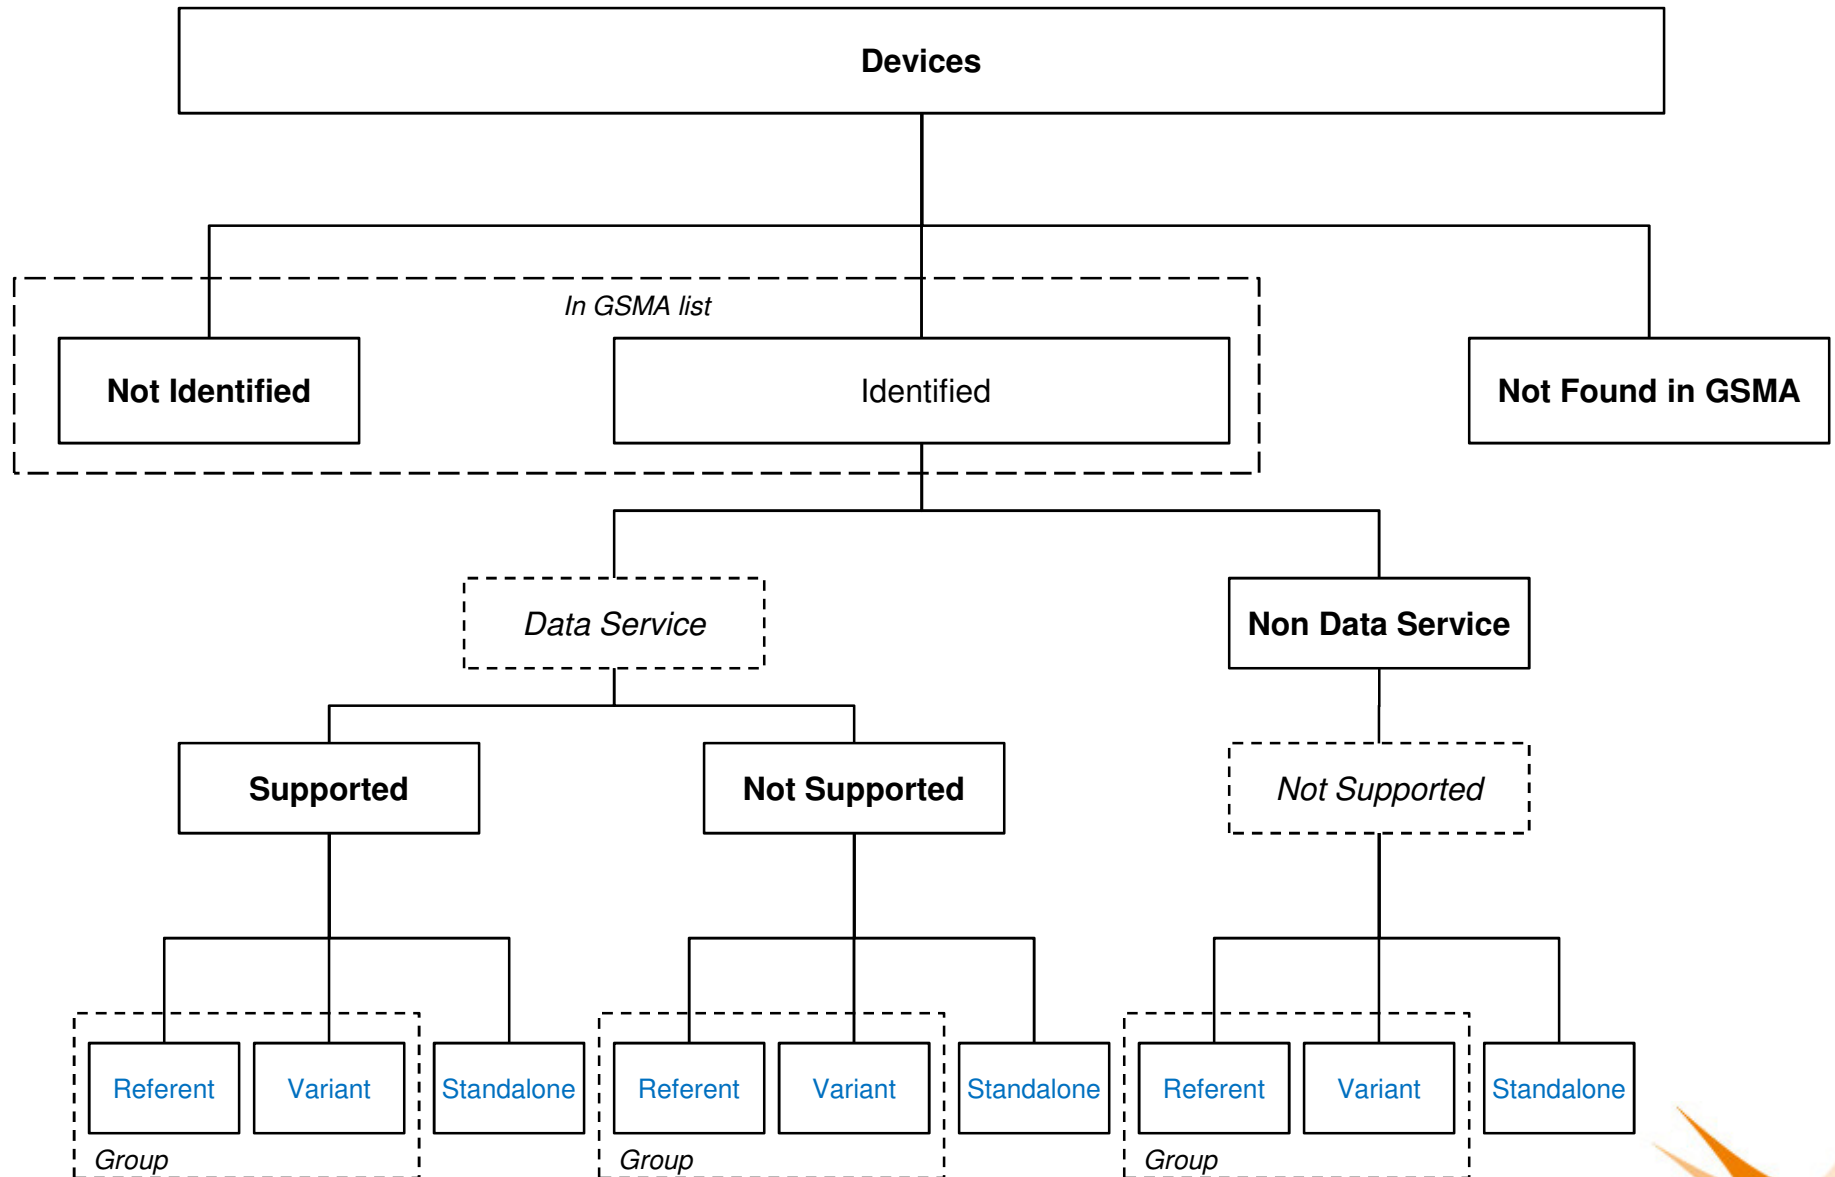 Devices
In GSMA list
Not Identified
Identified
Not Found in GSMA
Data Service
Non Data Service
Supported
Not Supported
Not Supported
Referent
Variant
Standalone
Referent
Variant
Standalone
Referent
Variant
Standalone
Group
Group
Group